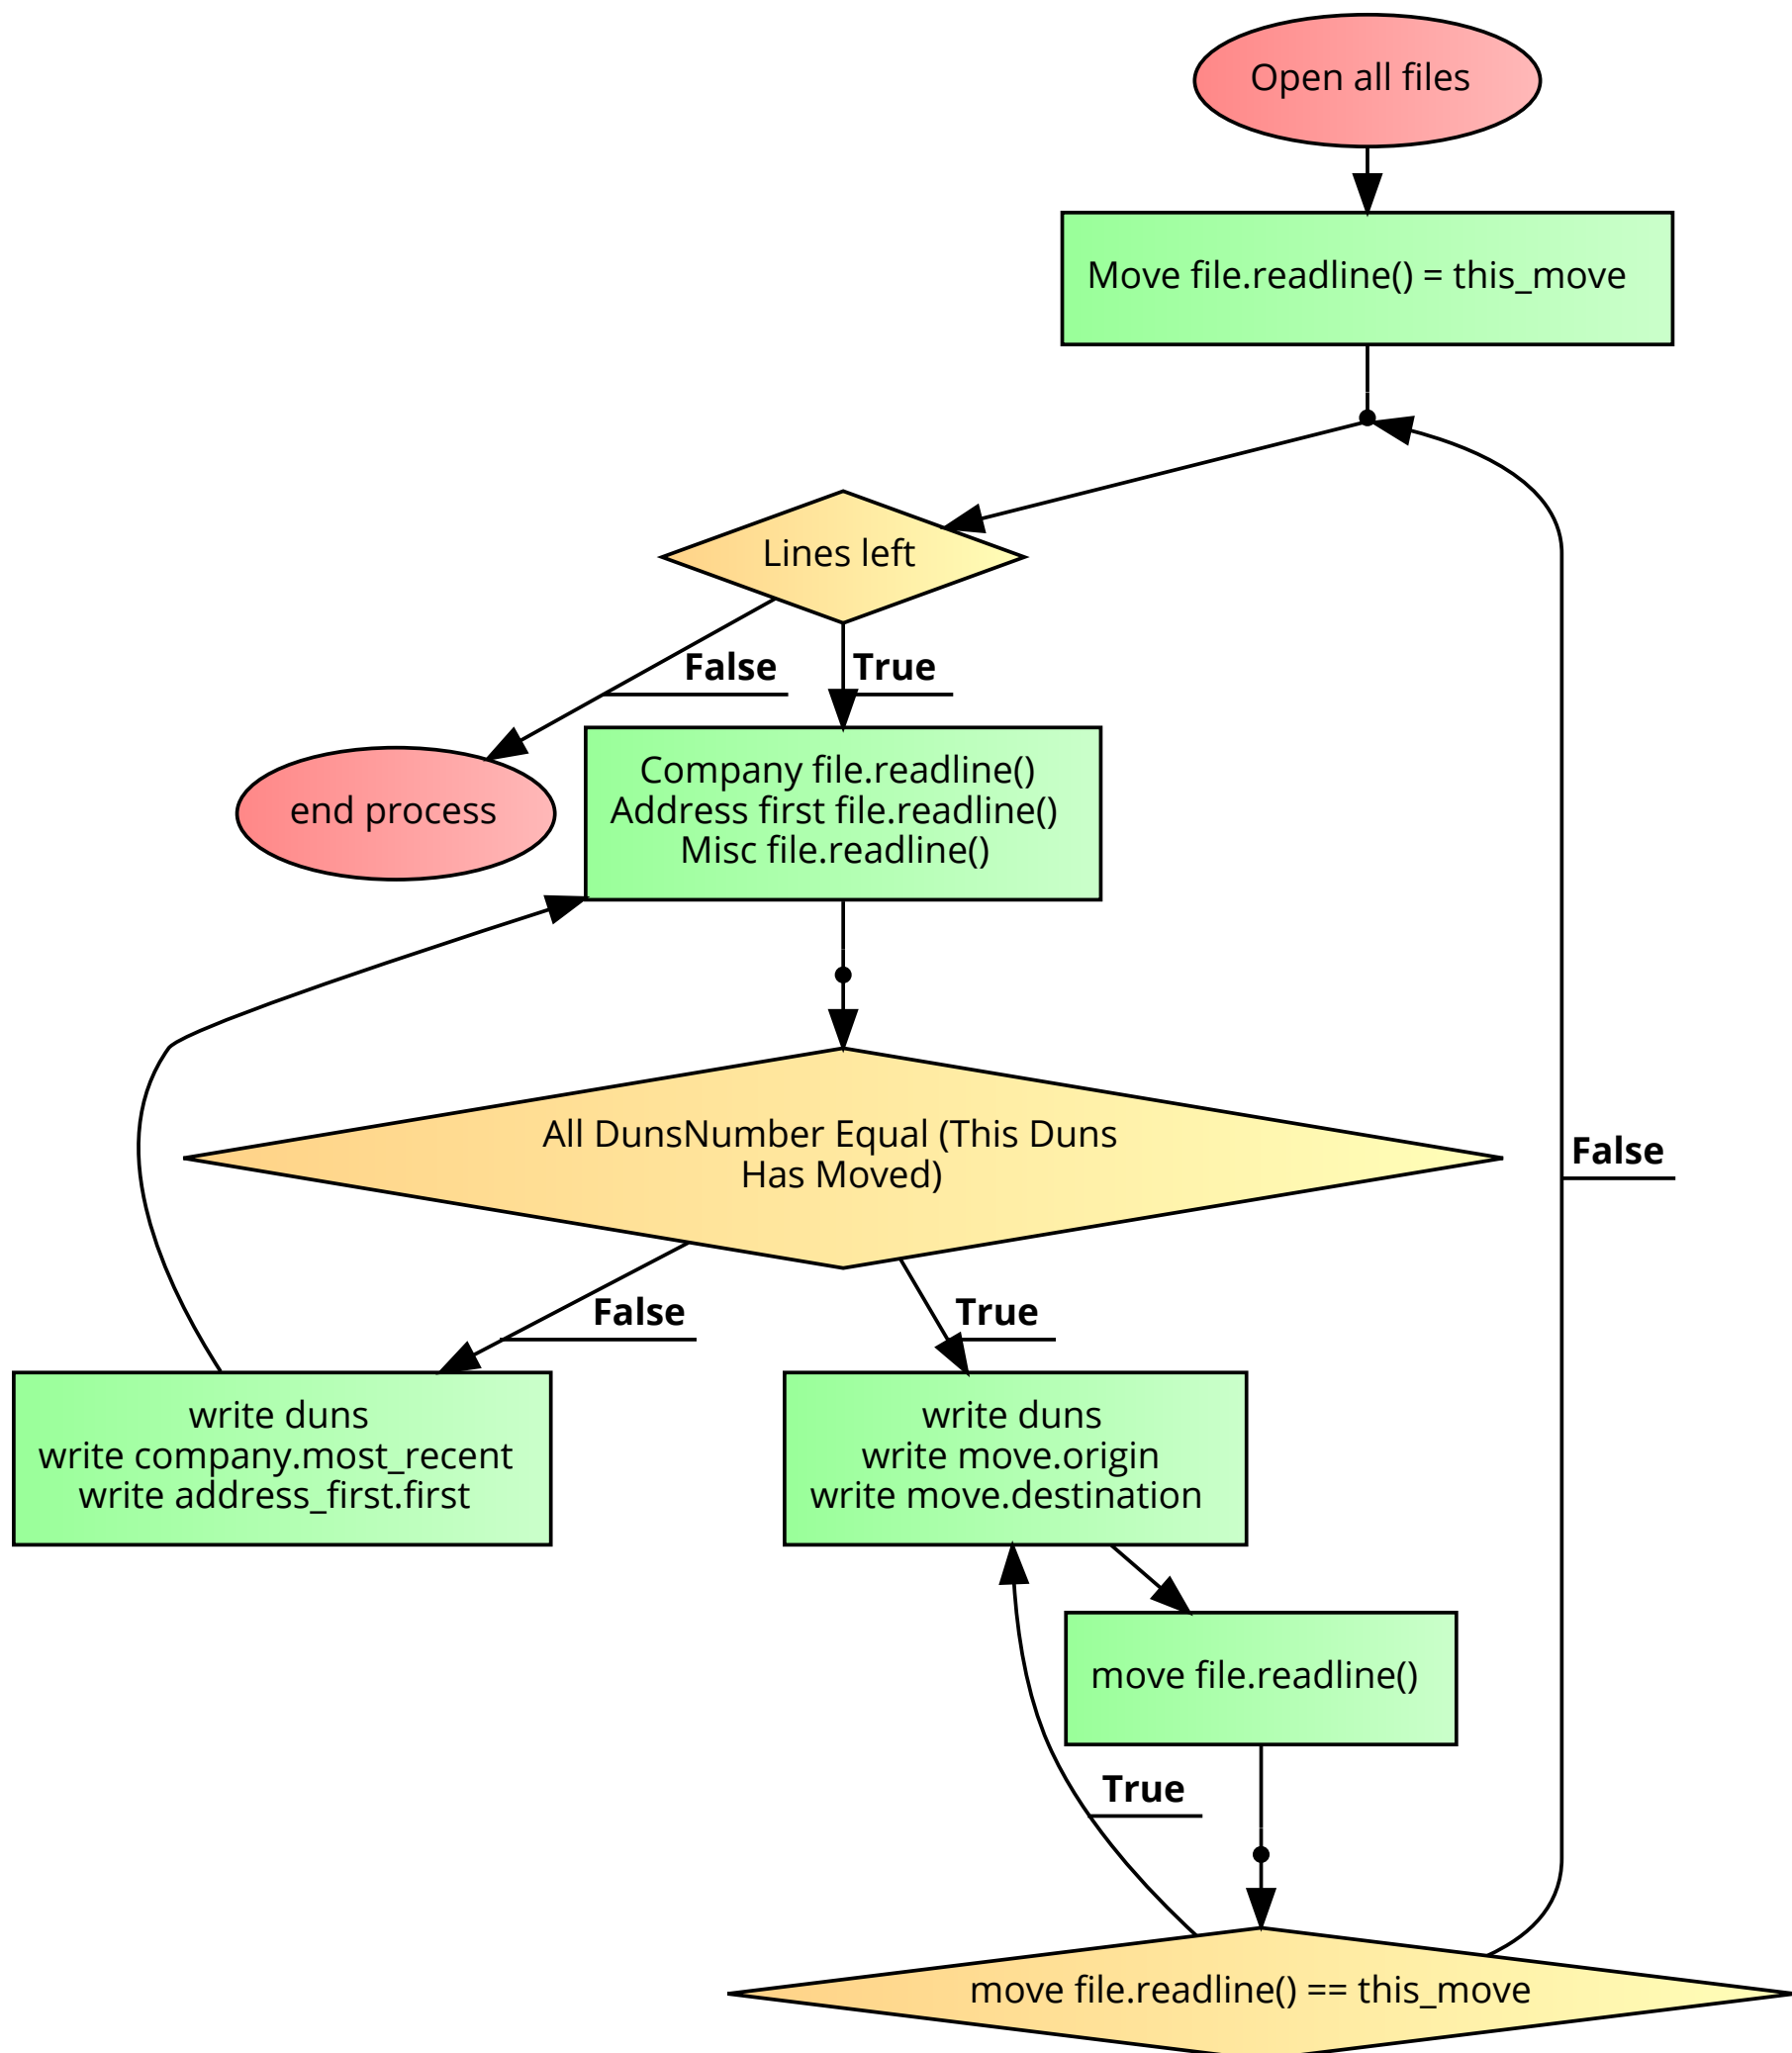 Open all files
Move file.readline() = this_move
Lines left
False
True
end process
Company file.readline()
Address first file.readline()
Misc file.readline()
All DunsNumber Equal (This Duns
Has Moved)
False
False
True
write duns
write company.most_recent
write address_first.first
write duns
write move.origin
write move.destination
move file.readline()
True
move file.readline() == this_move